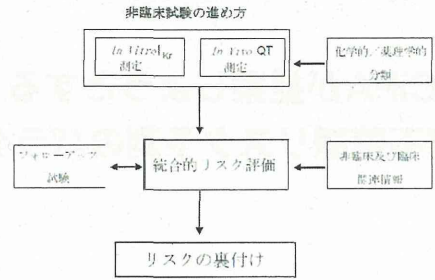 非臨床試験の進め方
In Vitro IKr
測定
In Vivo QT
測定
化学的／薬理学的
分類
フォローアップ
試験
統合的リスク評価
非臨床及び臨床
関連情報
リスクの裏付け